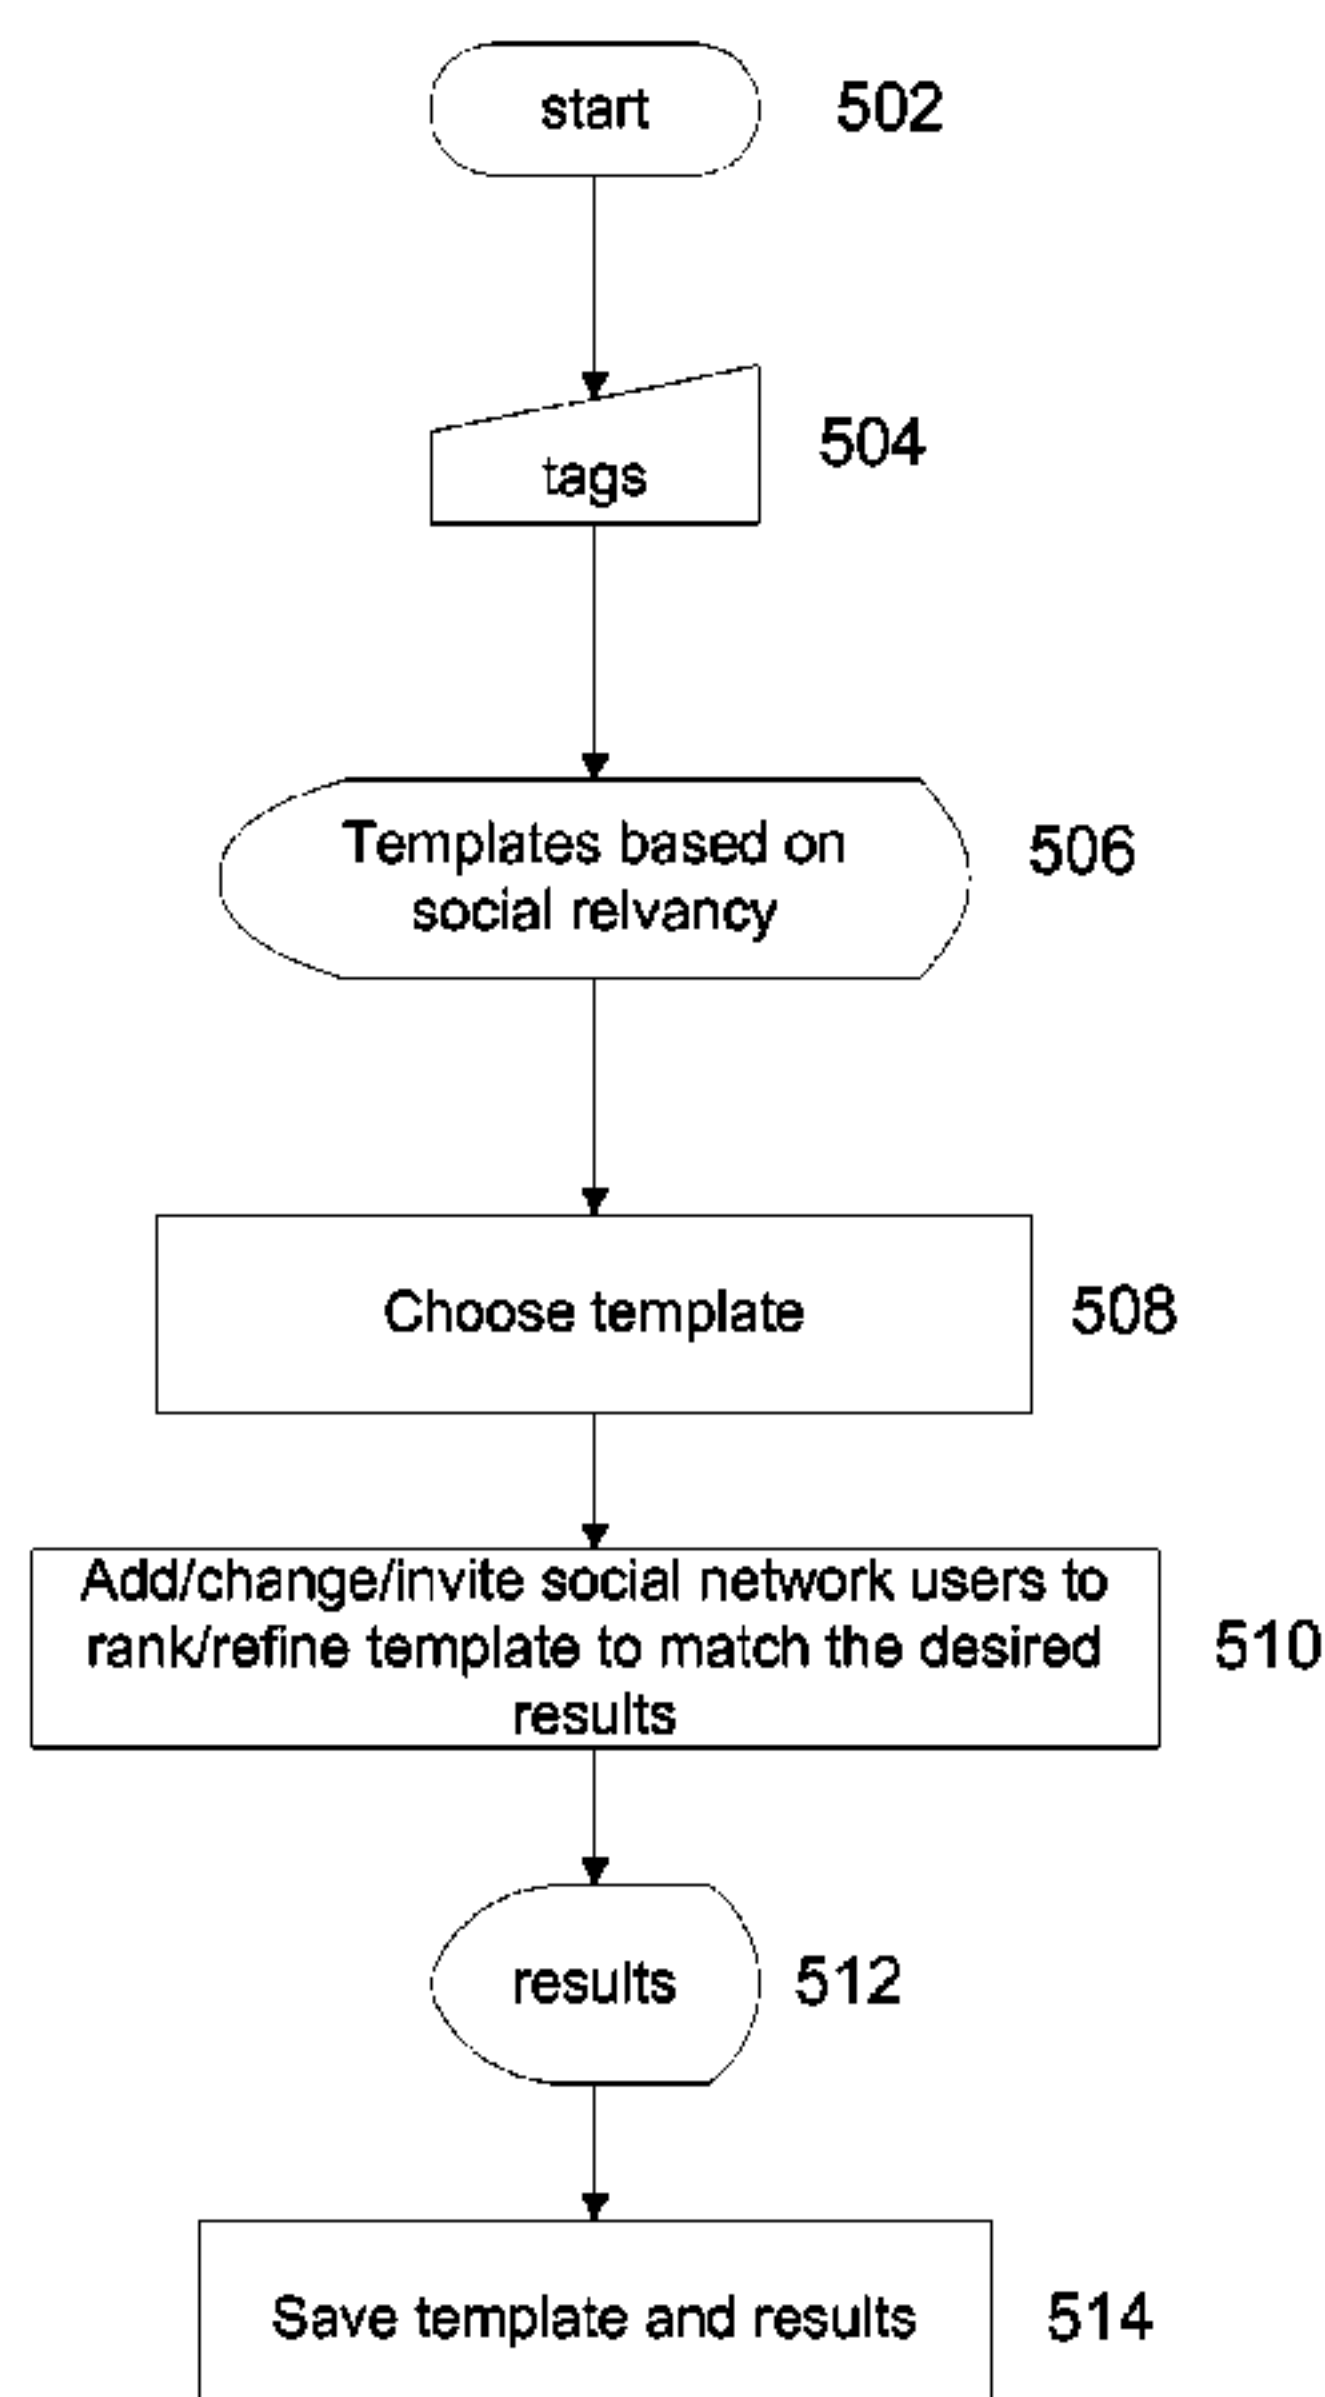 start 502
tags 504
Templates based on
social relvancy
506
Choose template 508
Add/change/invite social network users to
rank/refine template to match the desired
results
510
results 512
Save template and results 514